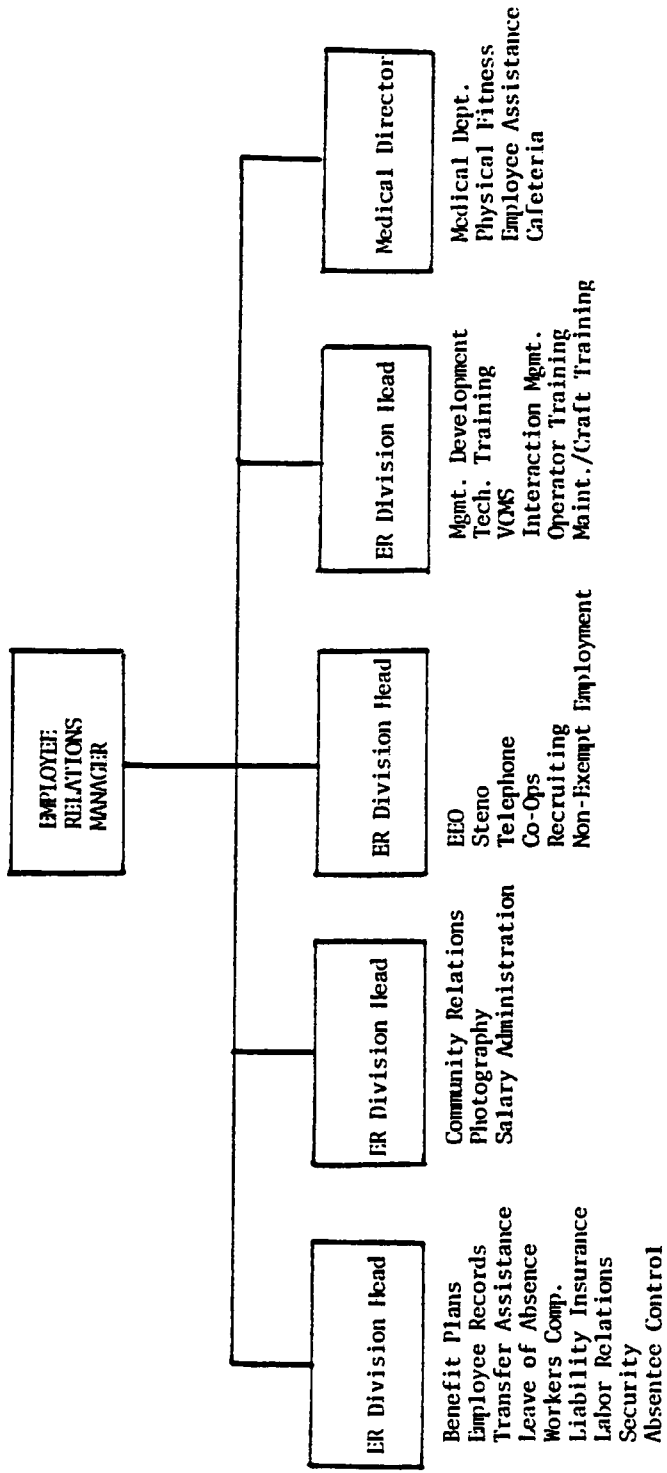 EMPLOYEE
RELATIONS
MANAGER
ER Division Head
Benefit Plans
Employee Records
Transfer Assistance
Leave of Absence
Workers Comp.
Liability Insurance
Labor Relations
Security
Absentee Control
ER Division Head
Community Relations
Photography
Salary Administration
ER Division Head
EEO
Steno
Telephone
Co-Ops
Recruiting
Non-Exempt Employment
ER Division Head
Mgmt. Development
Tech. Training
VCMS
Interaction Mgmt.
Operator Training
Maint./Craft Training
Medical Director
Medical Dept.
Physical Fitness
Employee Assistance
Cafeteria